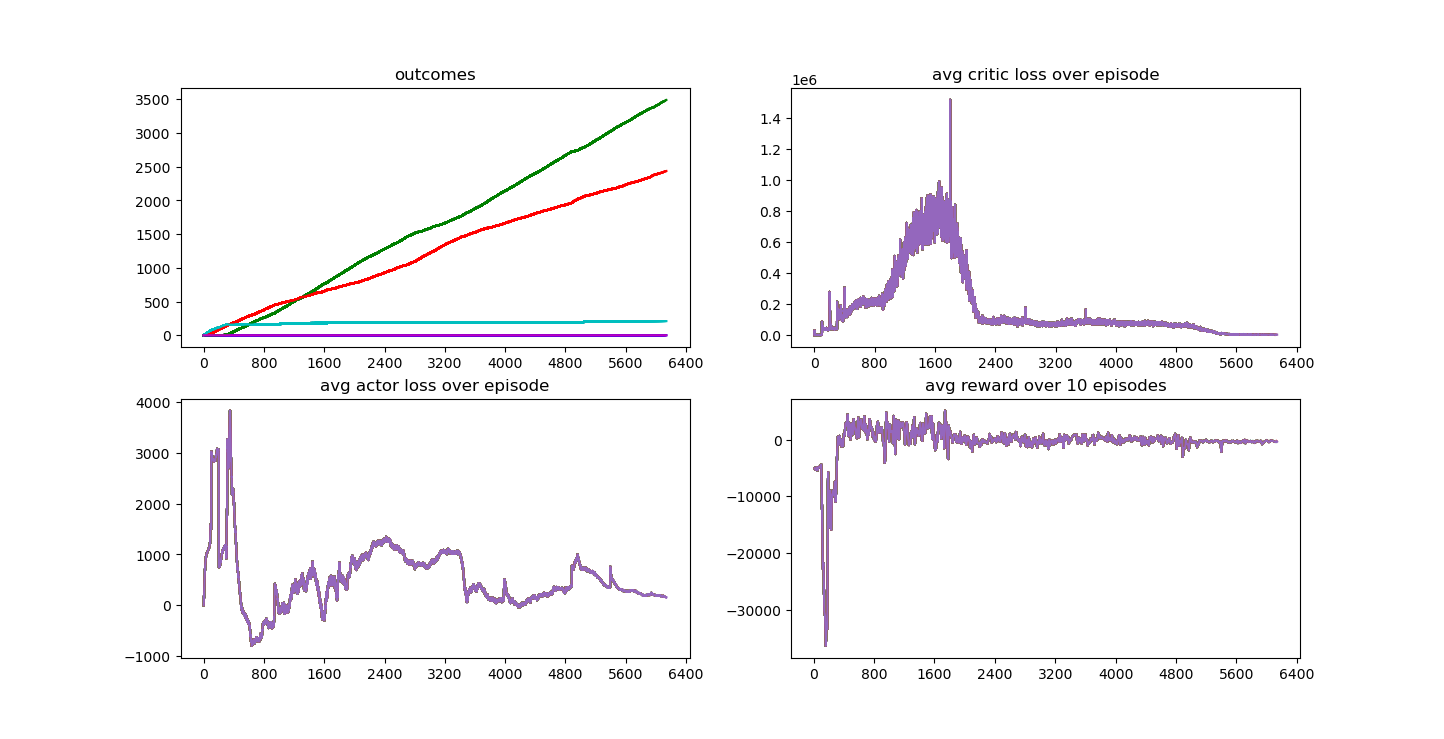 outcomes
3500
3000
2500
2000
1500
1000
500
0
0 800 1600 2400 3200 4000 4800 5600 6400
avg critic loss over episode
1e6
1.4
1.2
1.0
0.8
0.6
0.4
0.2
0.0
0 800 1600 2400 3200 4000 4800 5600 6400
avg actor loss over episode
4000
3000
2000
1000
0
−1000
0 800 1600 2400 3200 4000 4800 5600 6400
avg reward over 10 episodes
0
−10000
−20000
−30000
0 800 1600 2400 3200 4000 4800 5600 6400